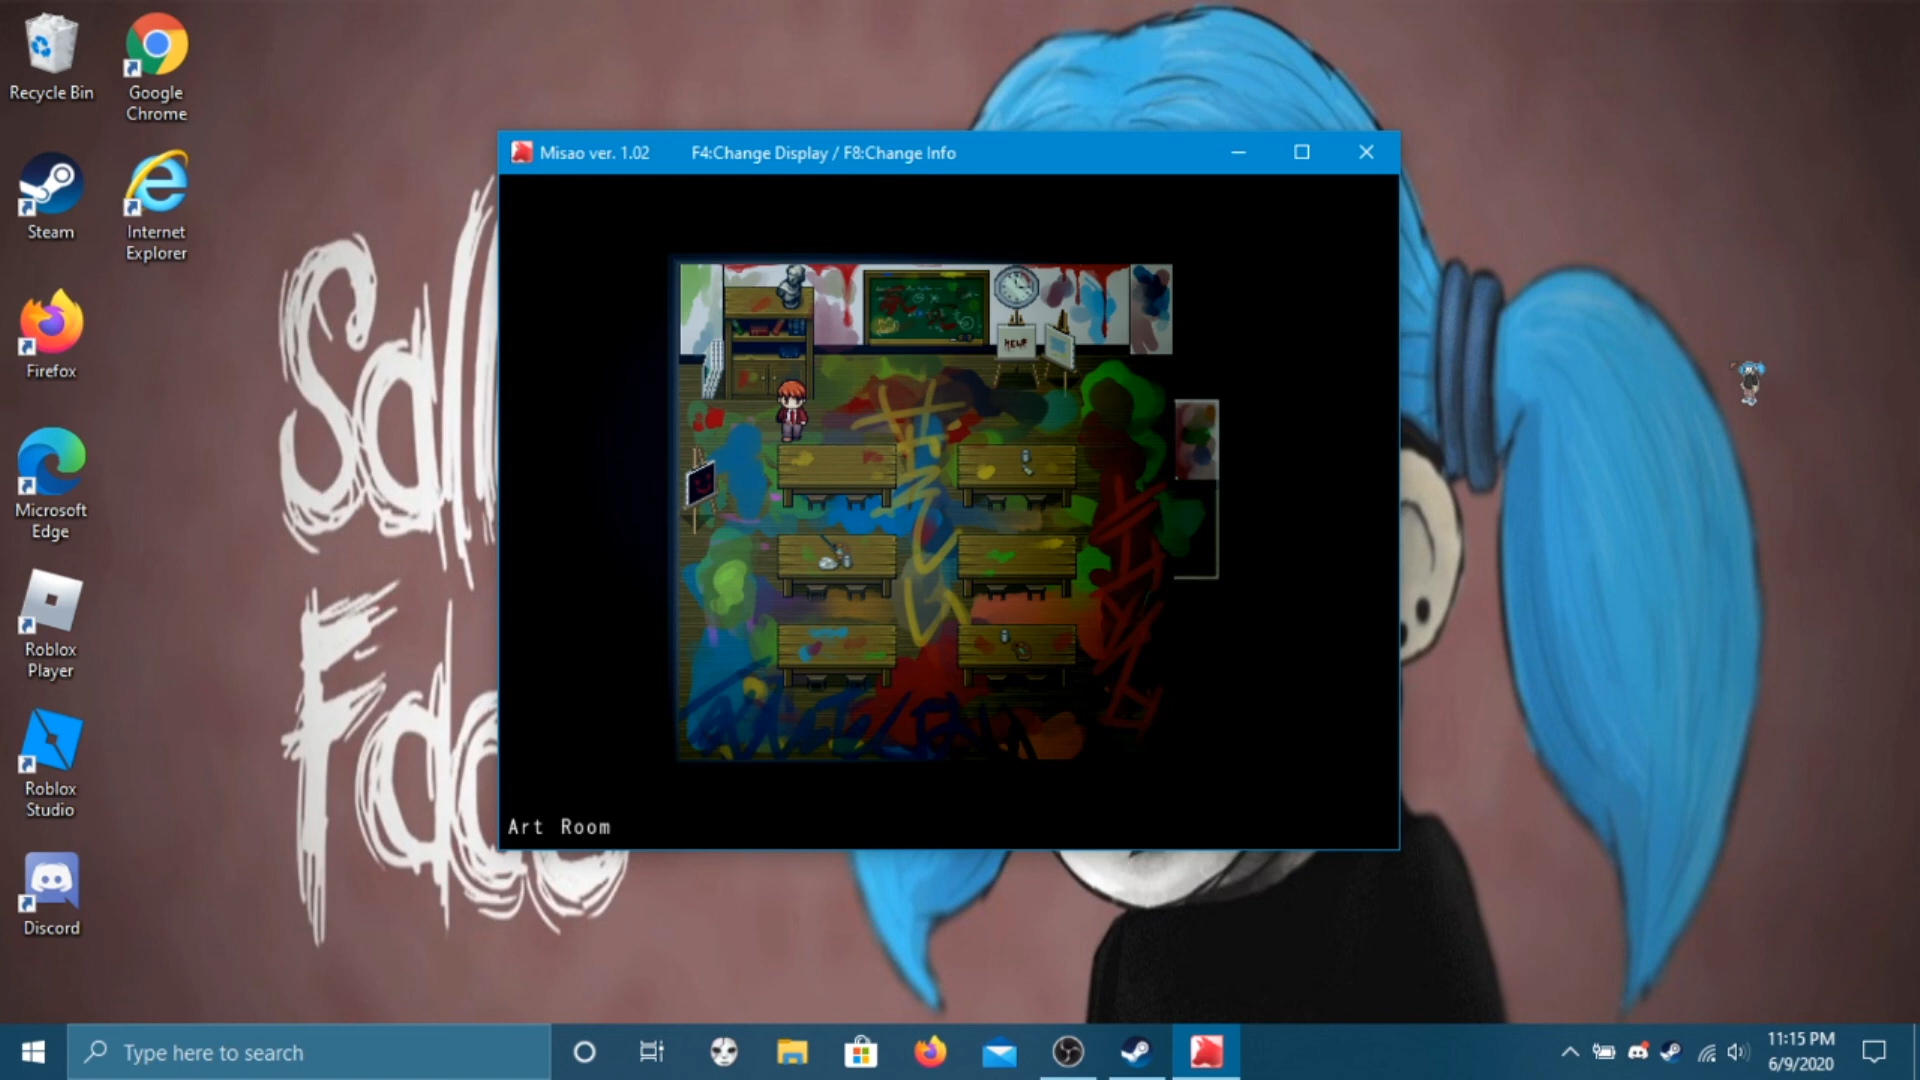 Recycle Bin
Google
Chrome
Steam
Internet
Explorer
Firefox
Microsoft
Edge
Roblox
Player
Roblox
Studio
Discord
Sall
Fac
Misao ver. 1.02
F4:Change Display / F8:Change Info
HELP
Art Room
Type here to search
11:15 PM
6/9/2020